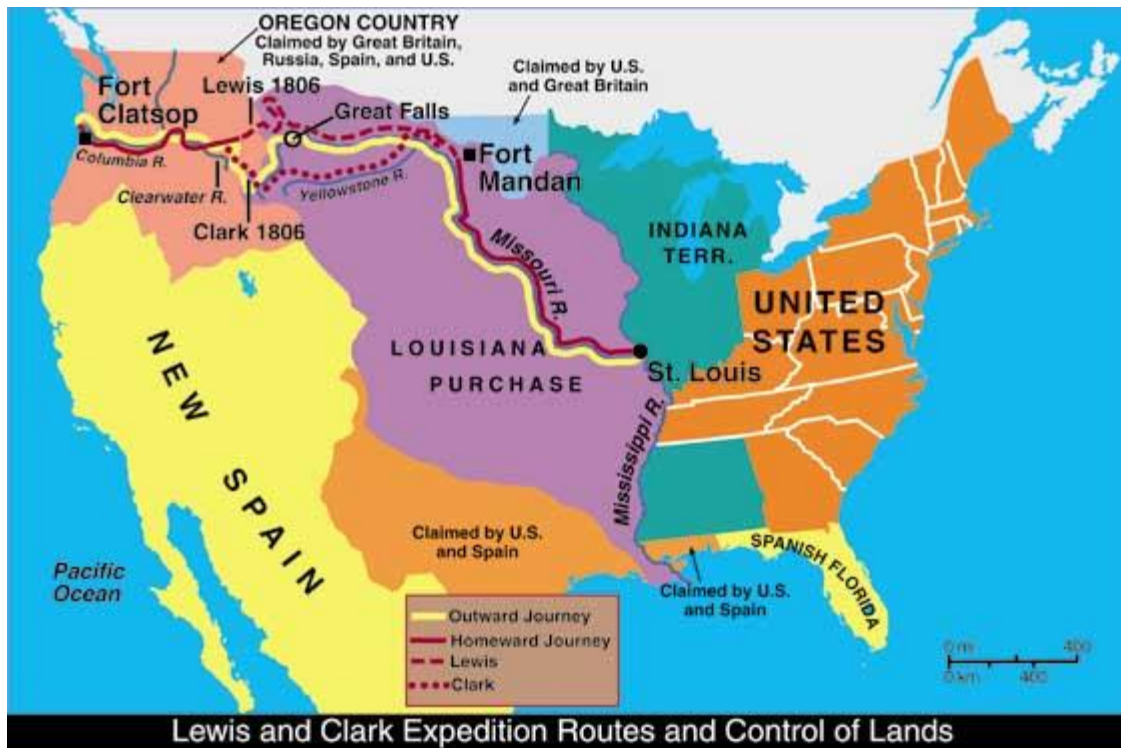 OREGON COUNTRY
Claimed by Great Britain,
Russia, Spain, and U.S.
Claimed by U.S.
and Great Britain
Fort
Clatsop
Lewis 1806
Great Falls
Fort
Mandan
Columbia R.
Clearwater R.
Yellowstone R.
Clark 1806
Missouri R.
INDIANA
TERR.
UNITED
STATES
LOUISIANA
PURCHASE
St. Louis
NEW SPAIN
Mississippi R.
Claimed by U.S.
and Spain
SPANISH FLORIDA
Claimed by U.S.
and Spain
Pacific
Ocean
Outward Journey
Homeward Journey
Lewis
Clark
0 mi 400
0 km 400
Lewis and Clark Expedition Routes and Control of Lands